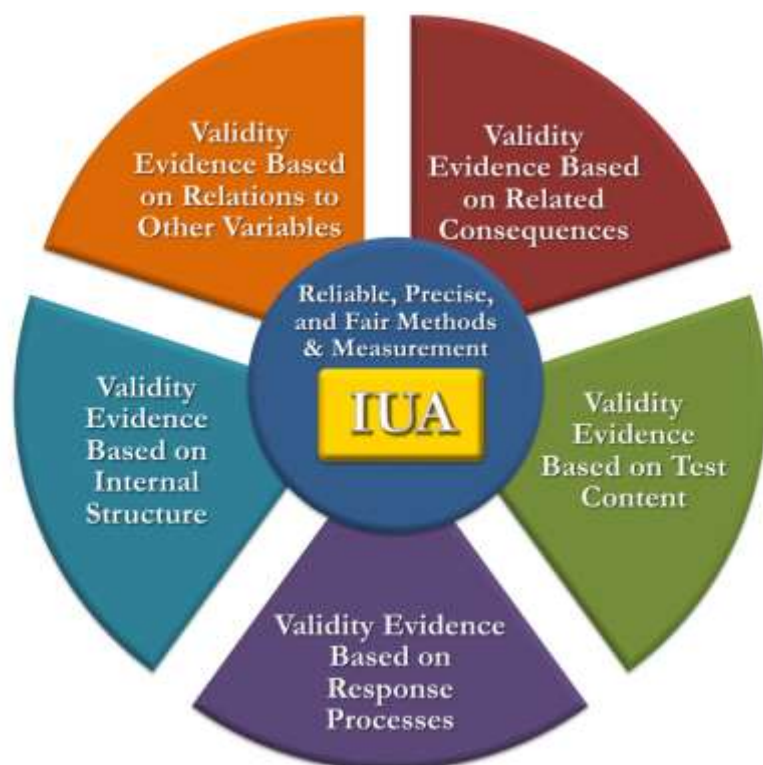 Validity
Evidence Based
on Relations to
Other Variables
Validity
Evidence Based
on Related
Consequences
Reliable, Precise,
and Fair Methods
& Measurement
IUA
Validity
Evidence
Based on
Internal
Structure
Validity
Evidence
Based on Test
Content
Validity Evidence
Based on
Response
Processes